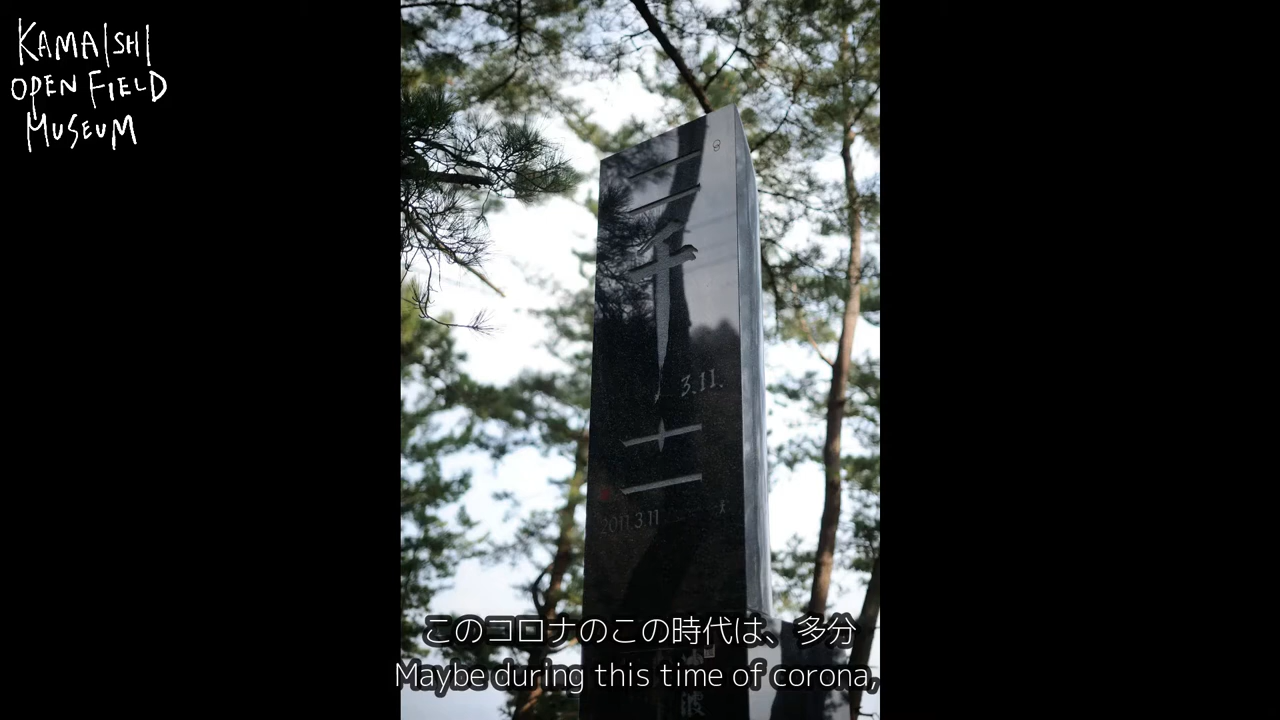 KAMAISHI
OPEN FIELD
MUSEUM
二千
3.11.
十一
2011.3.11
このコロナのこの時代は、多分
Maybe during this time of corona,
波